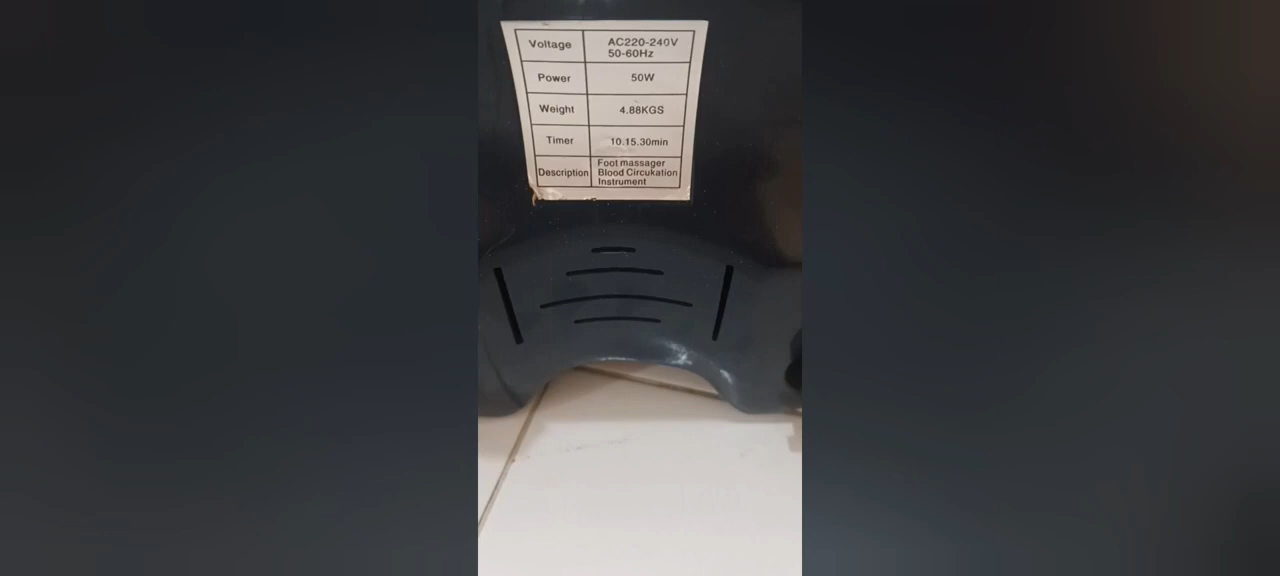 Voltage AC220-240V
50-60Hz
Power 50W
Weight 4.88KGS
Timer 10.15.30min
Description Foot massager
Blood Circukation
Instrument